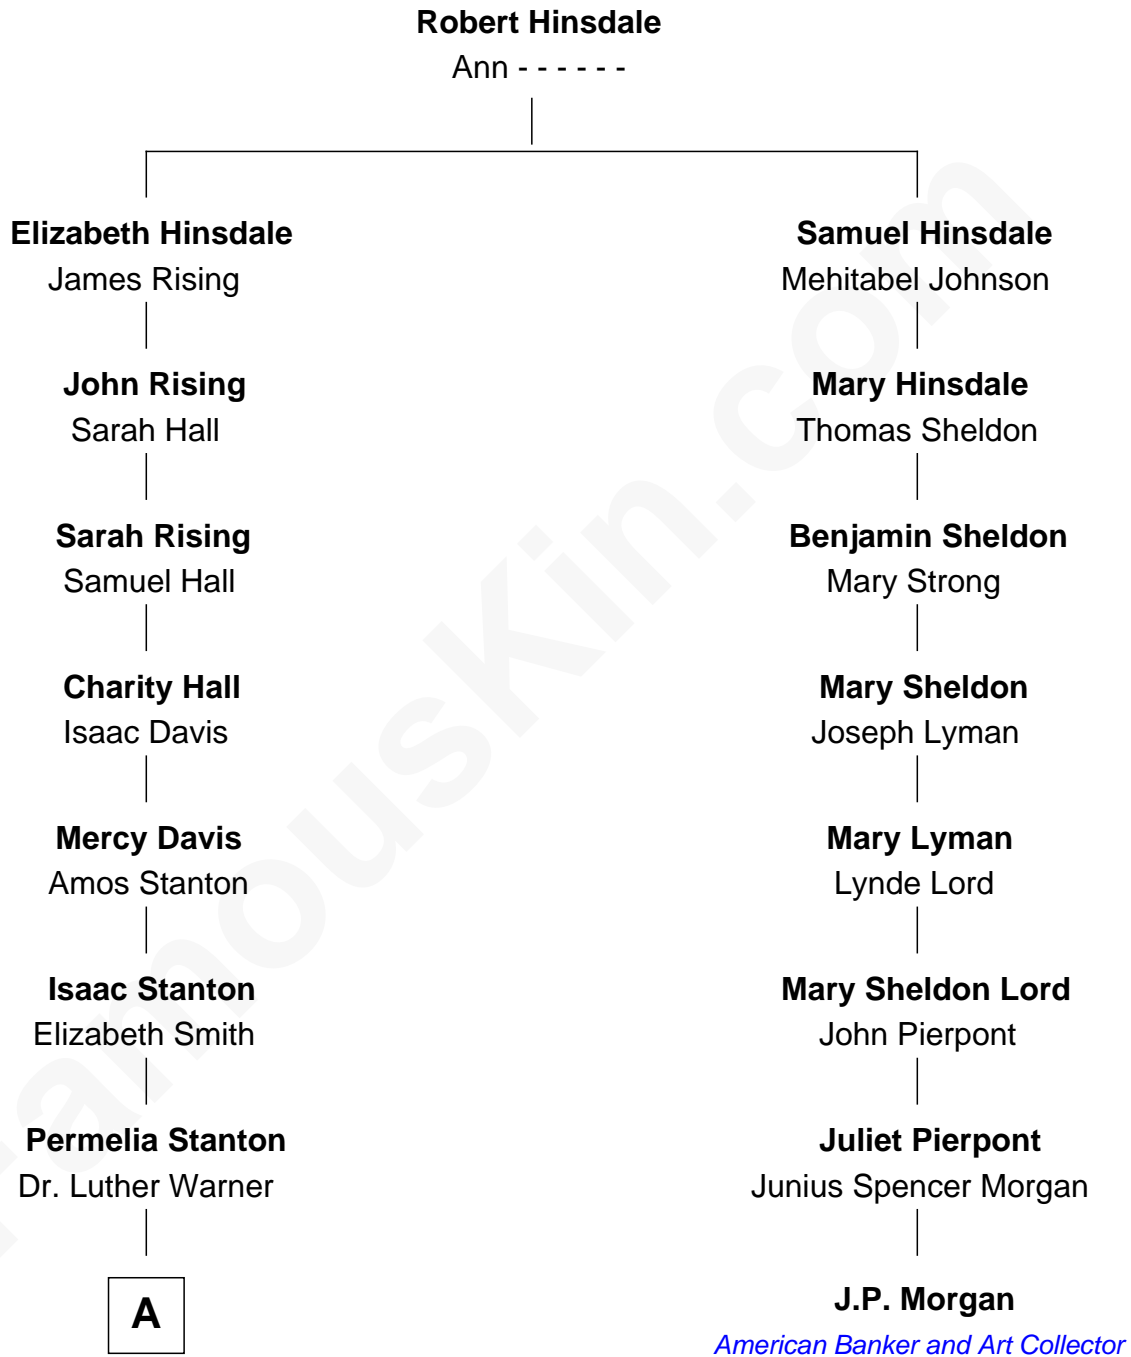 Robert Hinsdale
Ann - - - - - -
Elizabeth Hinsdale
James Rising
Samuel Hinsdale
Mehitabel Johnson
John Rising
Sarah Hall
Mary Hinsdale
Thomas Sheldon
Sarah Rising
Samuel Hall
Benjamin Sheldon
Mary Strong
Charity Hall
Isaac Davis
Mary Sheldon
Joseph Lyman
Mercy Davis
Amos Stanton
Mary Lyman
Lynde Lord
Isaac Stanton
Elizabeth Smith
Mary Sheldon Lord
John Pierpont
Permelia Stanton
Dr. Luther Warner
Juliet Pierpont
Junius Spencer Morgan
A
J.P. Morgan
American Banker and Art Collector
FamousKin.com